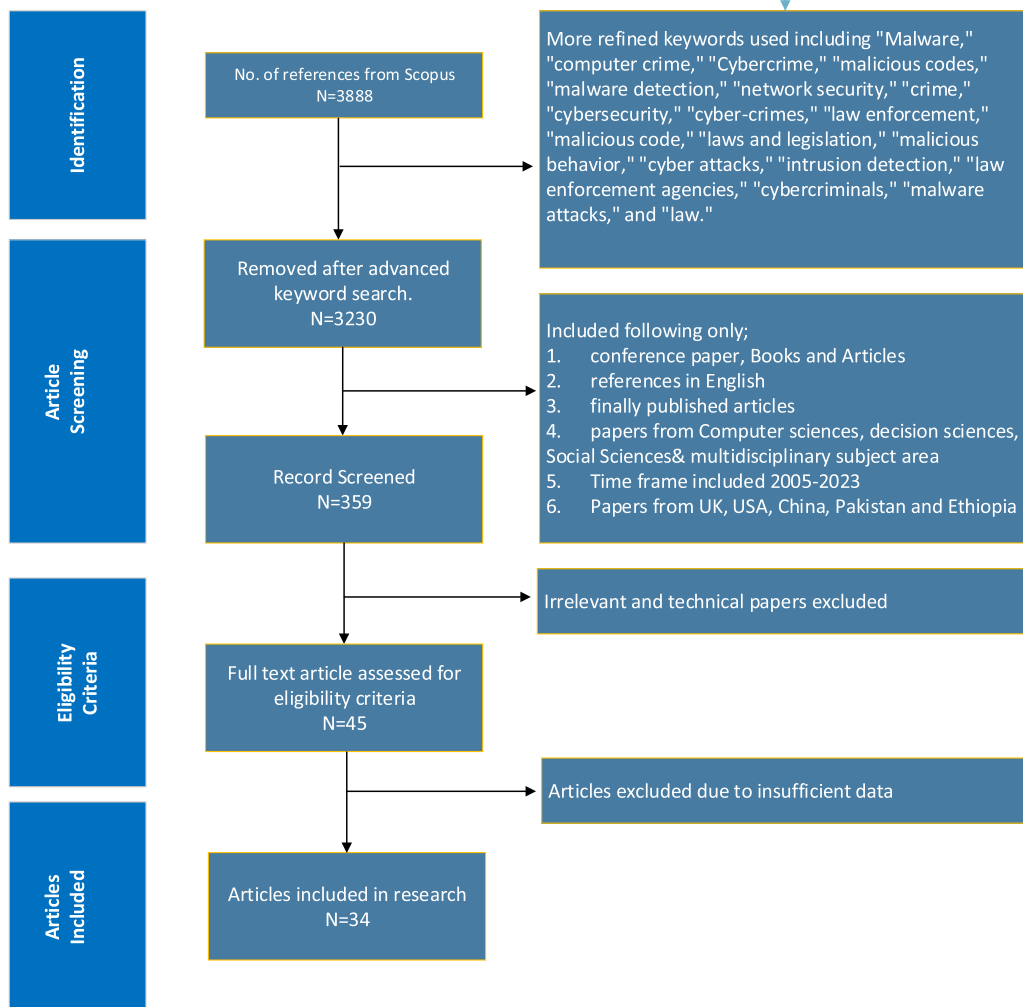 Identification
No. of references from Scopus
N=3888
More refined keywords used including "Malware,"
"computer crime," "Cybercrime," "malicious codes,"
"malware detection," "network security," "crime,"
"cybersecurity," "cyber-crimes," "law enforcement,"
"malicious code," "laws and legislation," "malicious
behavior," "cyber attacks," "intrusion detection," "law
enforcement agencies," "cybercriminals," "malware
attacks," and "law."
Article
Screening
Removed after advanced
keyword search.
N=3230
Included following only;
1. conference paper, Books and Articles
2. references in English
3. finally published articles
4. papers from Computer sciences, decision sciences,
Social Sciences& multidisciplinary subject area
5. Time frame included 2005-2023
6. Papers from UK, USA, China, Pakistan and Ethiopia
Record Screened
N=359
Eligibility
Criteria
Irrelevant and technical papers excluded
Full text article assessed for
eligibility criteria
N=45
Articles excluded due to insufficient data
Articles
Included
Articles included in research
N=34